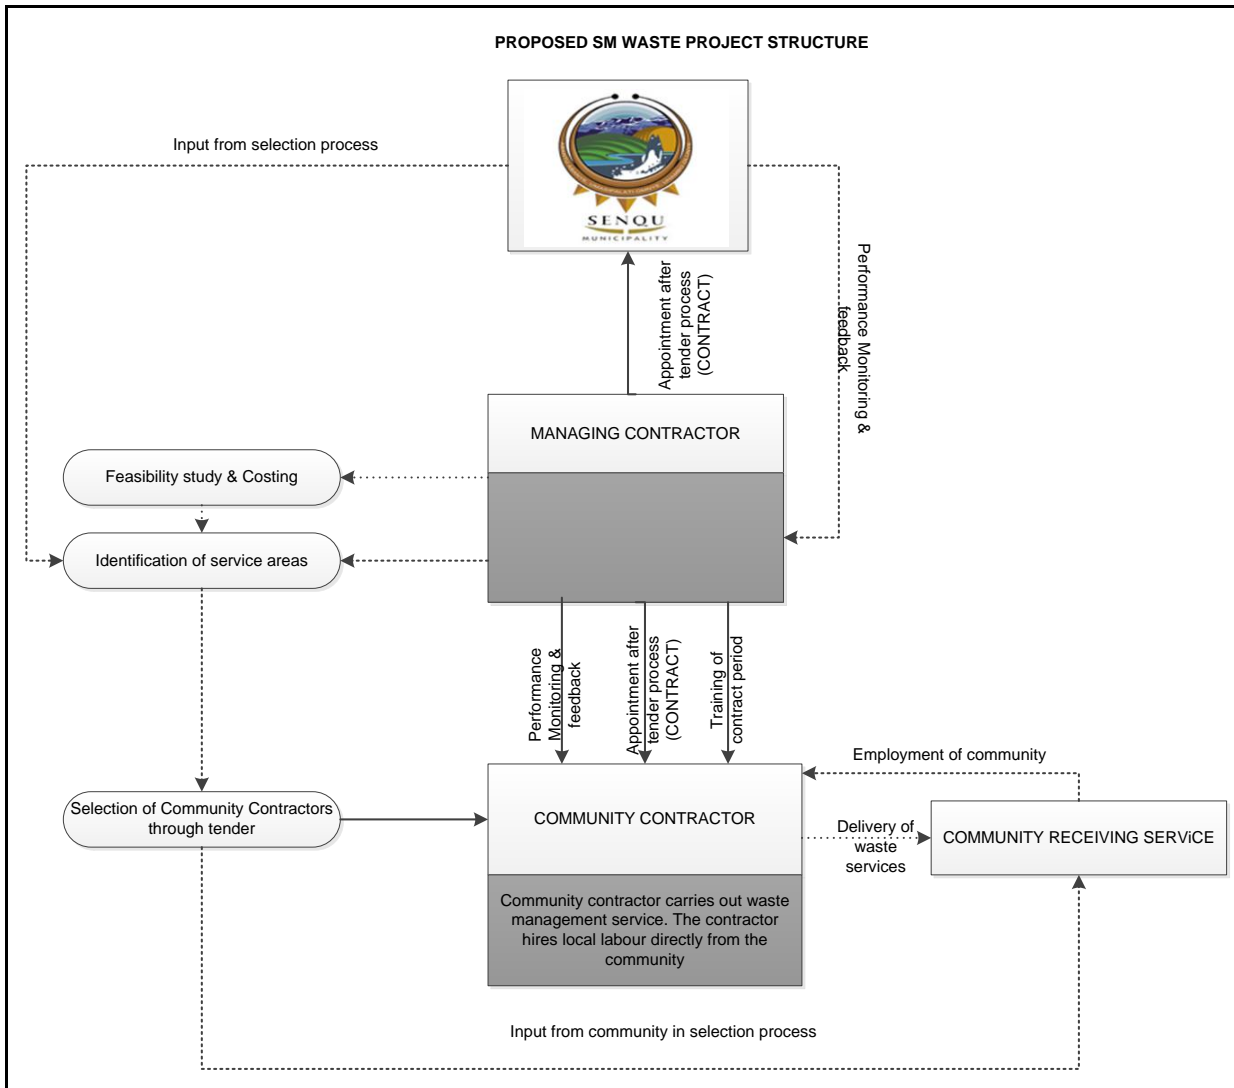 PROPOSED SM WASTE PROJECT STRUCTURE
Input from selection process
SENQU
MUNICIPALITY
Performance Monitoring &
feedback
Appointment after
tender process
(CONTRACT)
MANAGING CONTRACTOR
Feasibility study & Costing
Identification of service areas
Performance
Monitoring &
feedback
Appointment after
tender process
(CONTRACT)
Training of
contract period
Employment of community
Selection of Community Contractors
through tender
COMMUNITY CONTRACTOR
Delivery of
waste
services
COMMUNITY RECEIVING SERViCE
Community contractor carries out waste
management service. The contractor
hires local labour directly from the
community
Input from community in selection process